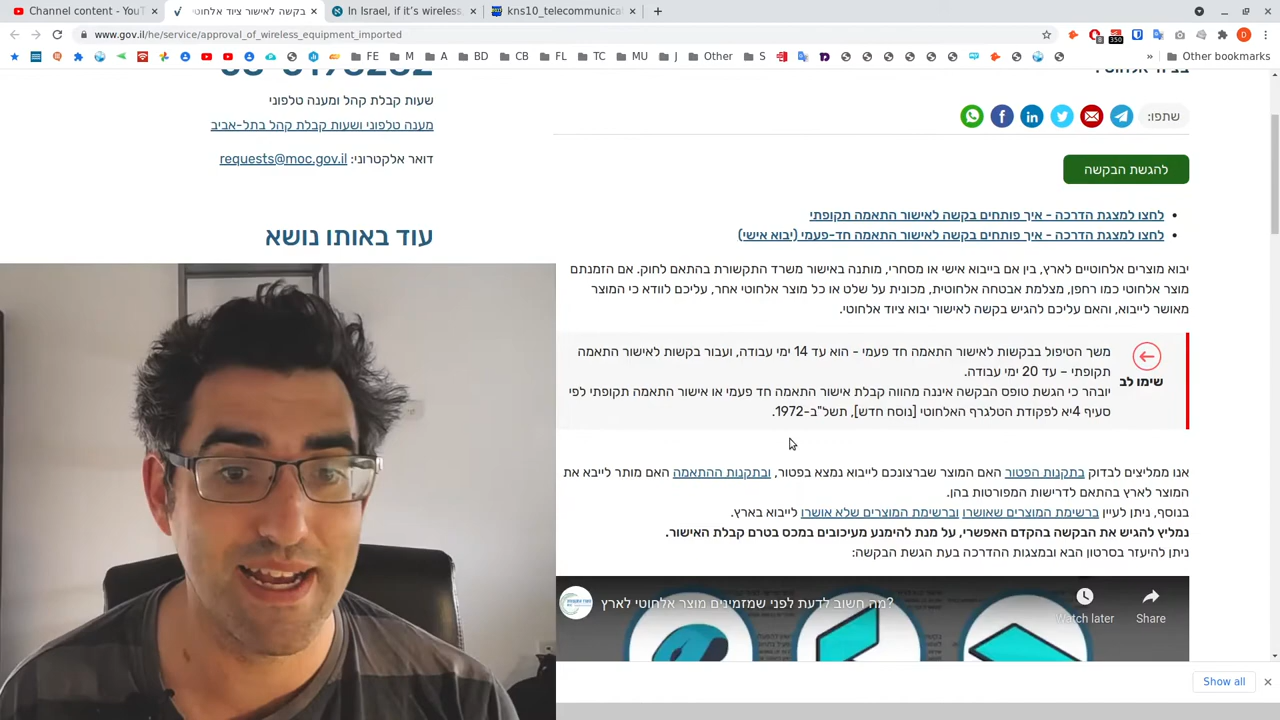 Channel content - YouT
בקשה לאישור ציוד אלחוטי
In Israel, if it's wireless,
kns10_telecommunicat
www.gov.il/he/service/approval_of_wireless_equipment_imported
350
FE
M
A
BD
CB
FL
TC
MU
J
Other
S
Other bookmarks
שעות קבלת קהל ומענה טלפוני
מענה טלפוני ושעות קבלת קהל בתל-אביב
דואר אלקטרוני: requests@moc.gov.il
עוד באותו נושא
שתפו:
להגשת הבקשה
לחצו למצגת הדרכה - איך פותחים בקשה לאישור התאמה תקופתי
לחצו למצגת הדרכה - איך פותחים בקשה לאישור התאמה חד-פעמי (יבוא אישי)
יבוא מוצרים אלחוטיים לארץ, בין אם בייבוא אישי או מסחרי, מותנה באישור משרד התקשורת בהתאם לחוק. אם הזמנתם
מוצר אלחוטי כמו רחפן, מצלמת אבטחה אלחוטית, מכונית על שלט או כל מוצר אלחוטי אחר, עליכם לוודא כי המוצר
מאושר לייבוא, והאם עליכם להגיש בקשה לאישור יבוא ציוד אלחוטי.
שימו לב
משך הטיפול בבקשות לאישור התאמה חד פעמי - הוא עד 14 ימי עבודה, ועבור בקשות לאישור התאמה
תקופתי – עד 20 ימי עבודה.
יובהר כי הגשת טופס הבקשה איננה מהווה קבלת אישור התאמה חד פעמי או אישור התאמה תקופתי לפי
סעיף 4יא לפקודת הטלגרף האלחוטי [נוסח חדש], תשל"ב-1972.
אנו ממליצים לבדוק בתקנות הפטור האם המוצר שברצונכם לייבוא נמצא בפטור, ובתקנות ההתאמה האם מותר לייבא את
המוצר לארץ בהתאם לדרישות המפורטות בהן.
בנוסף, ניתן לעיין ברשימת המוצרים שאושרו וברשימת המוצרים שלא אושרו לייבוא בארץ.
נמליץ להגיש את הבקשה בהקדם האפשרי, על מנת להימנע מעיכובים במכס בטרם קבלת האישור.
ניתן להיעזר בסרטון הבא ובמצגות ההדרכה בעת הגשת הבקשה:
מה חשוב לדעת לפני שמזמינים מוצר אלחוטי לארץ?
Watch later
Share
Show all